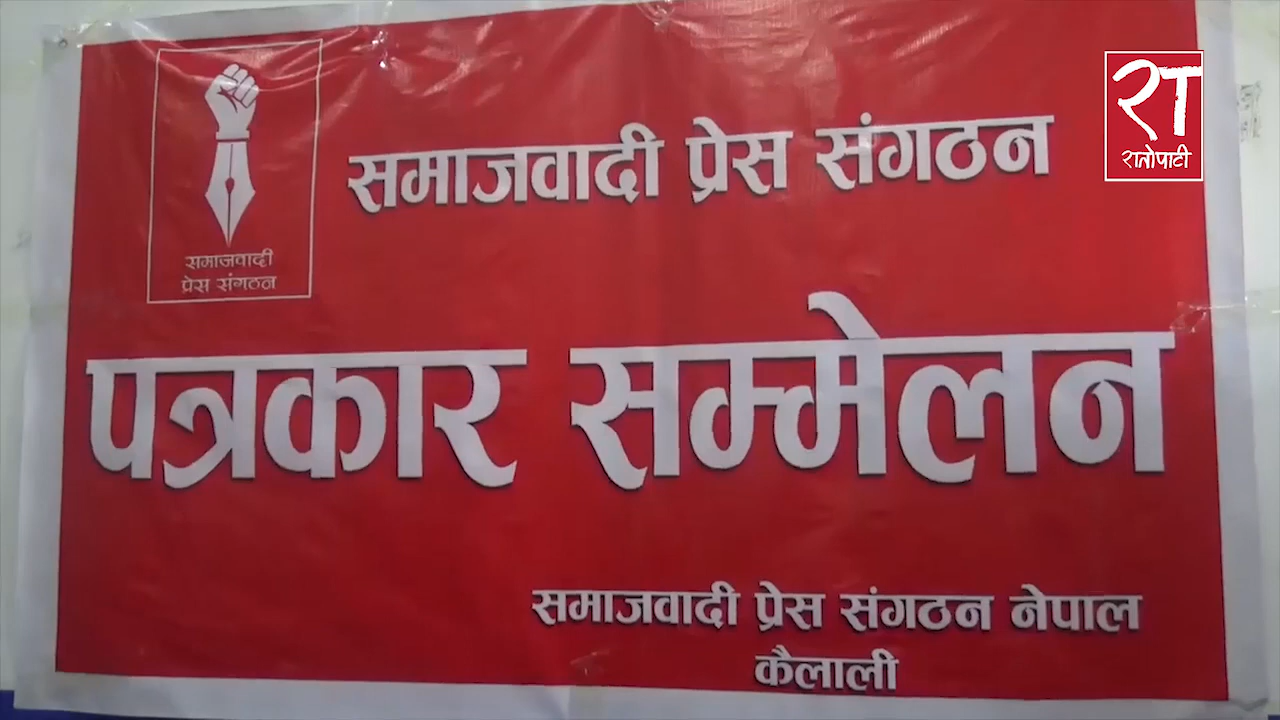 समाजवादी प्रेस संगठन
समाजवादी
प्रेस संगठन
पत्रकार सम्मेलन
समाजवादी प्रेस संगठन नेपाल
कैलाली
रा
रातोपाटी